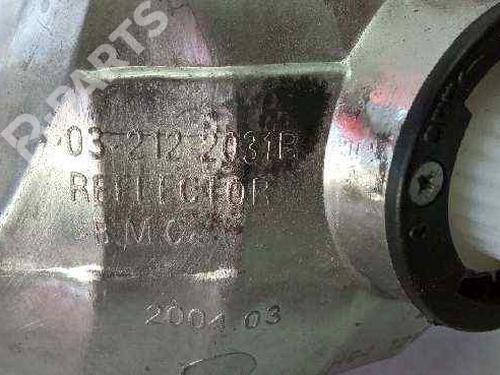 B-PARTS
03-212 2031R
REFLECTOR
BMC
2004.03